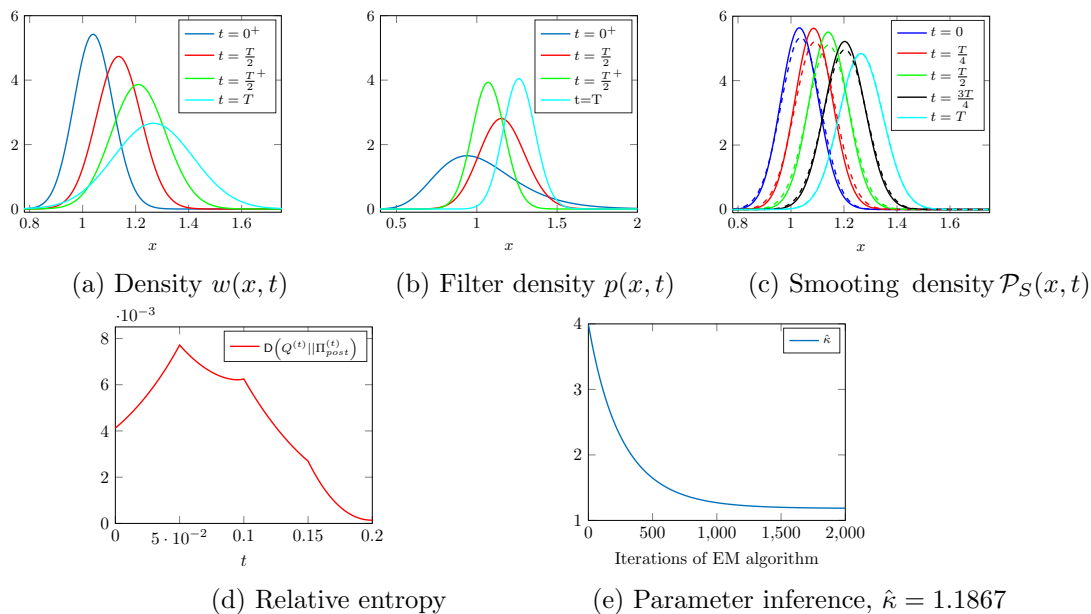 6
4
2
0
0.8
1
1.2
1.4
1.6
x
t = 0⁺
t = T/2
t = T/2⁺
t = T
(a) Density w(x, t)
6
4
2
0
0.5
1
1.5
2
x
t = 0⁺
t = T/2
t = T/2⁺
t=T
(b) Filter density p(x, t)
6
4
2
0
0.8
1
1.2
1.4
1.6
x
t = 0
t = T/4
t = T/2
t = 3T/4
t = T
(c) Smooting density 𝒫_S(x, t)
·10⁻³
8
6
4
2
0
0
5 · 10⁻²
0.1
0.15
0.2
t
D(Q^(t)||Π_post^(t))
(d) Relative entropy
4
3
2
1
0
500
1,000
1,500
2,000
Iterations of EM algorithm
κ̂
(e) Parameter inference, κ̂ = 1.1867